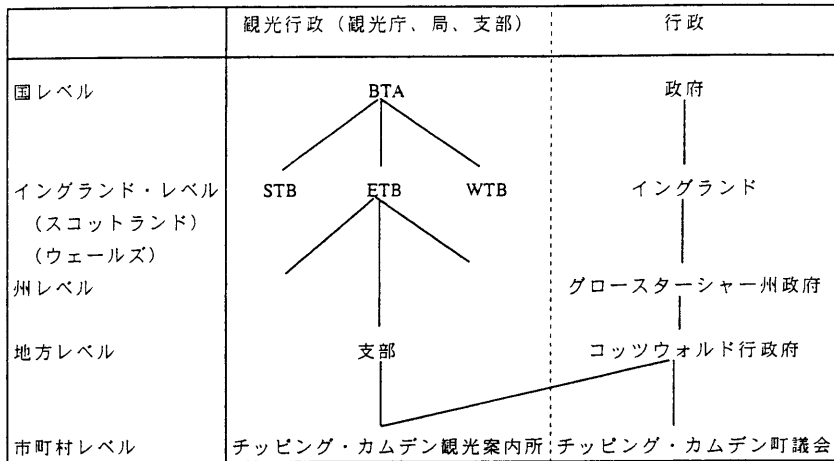 観光行政（観光庁、局、支部） 行政
国レベル BTA 政府
イングランド・レベル STB ETB WTB イングランド
（スコットランド）
（ウェールズ）
州レベル グロースターシャー州政府
地方レベル 支部 コッツウォルド行政府
市町村レベル チッピング・カムデン観光案内所 チッピング・カムデン町議会